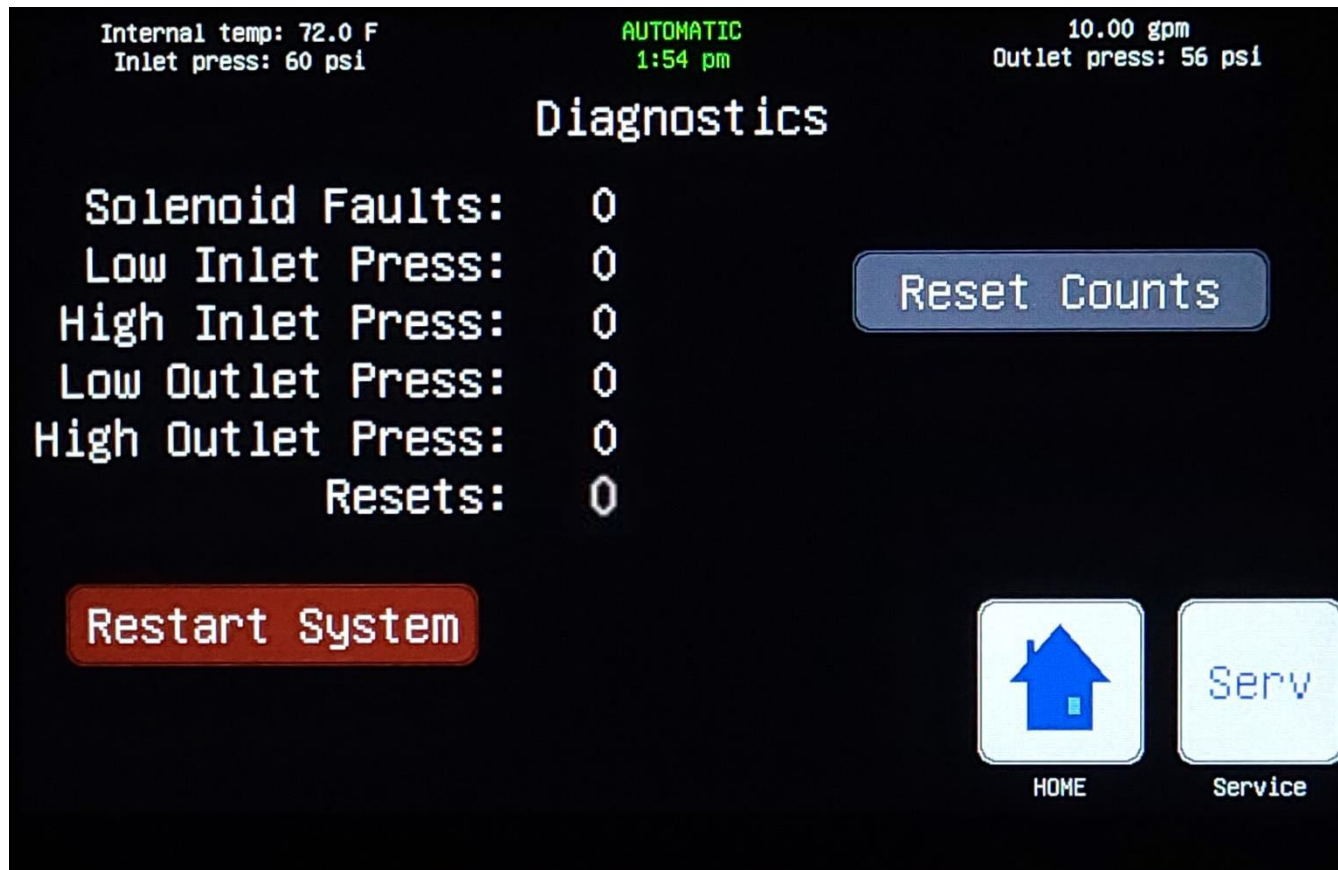 Internal temp: 72.0 F
Inlet press: 60 psi
AUTOMATIC
1:54 pm
10.00 gpm
Outlet press: 56 psi
Diagnostics
Solenoid Faults: 0
Low Inlet Press: 0
High Inlet Press: 0
Low Outlet Press: 0
High Outlet Press: 0
Resets: 0
Reset Counts
Restart System
Serv
HOME
Service